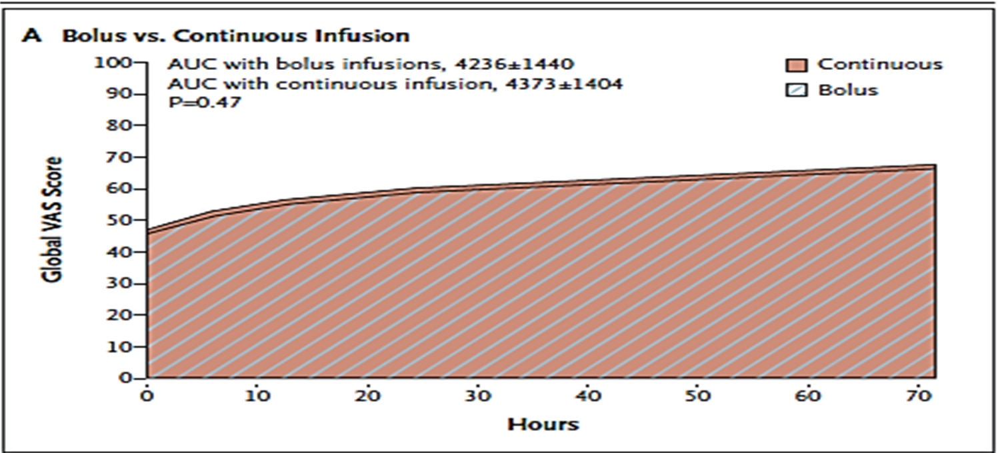 A Bolus vs. Continuous Infusion
AUC with bolus infusions, 4236±1440
AUC with continuous infusion, 4373±1404
P=0.47
Continuous
Bolus
Global VAS Score
100
90
80
70
60
50
40
30
20
10
0
0 10 20 30 40 50 60 70
Hours